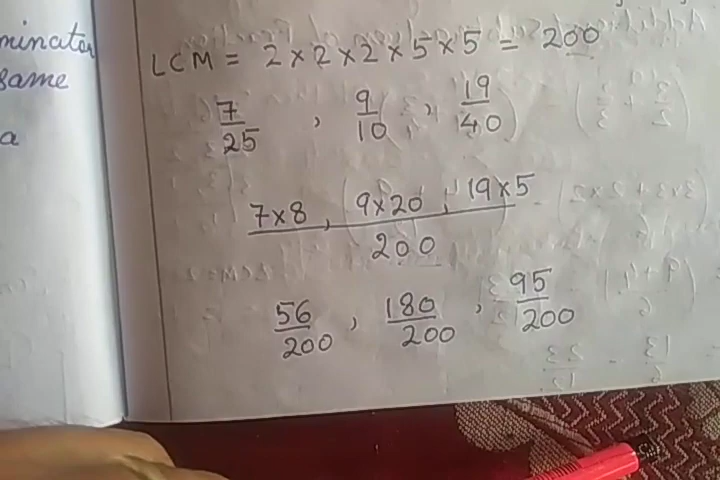 minator
same
a
LCM = 2 × 2 × 2 × 5 × 5 = 200
7/25 , 9/10 , 19/40
7×8 , 9×20 , 19×5 / 200
56/200 , 180/200 , 95/200